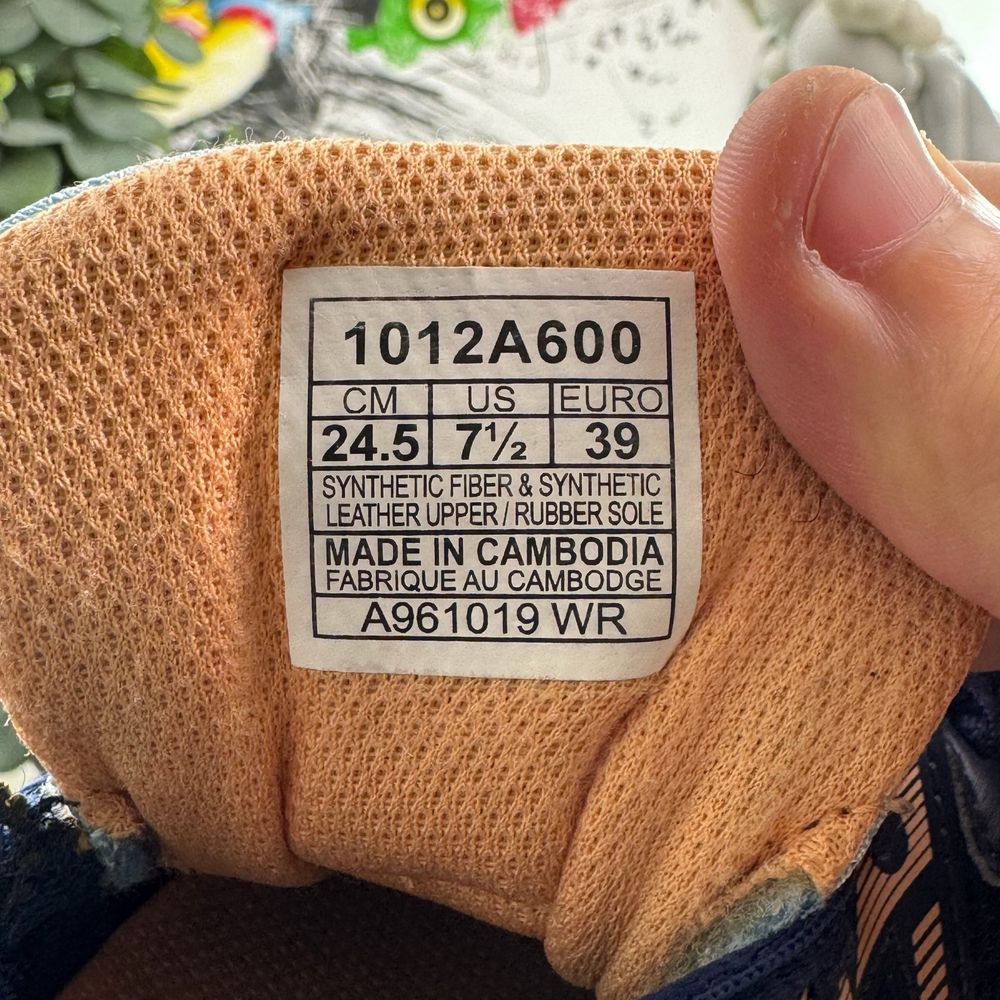 1012A600
CM US EURO
24.5 7½ 39
SYNTHETIC FIBER & SYNTHETIC
LEATHER UPPER / RUBBER SOLE
MADE IN CAMBODIA
FABRIQUE AU CAMBODGE
A961019 WR